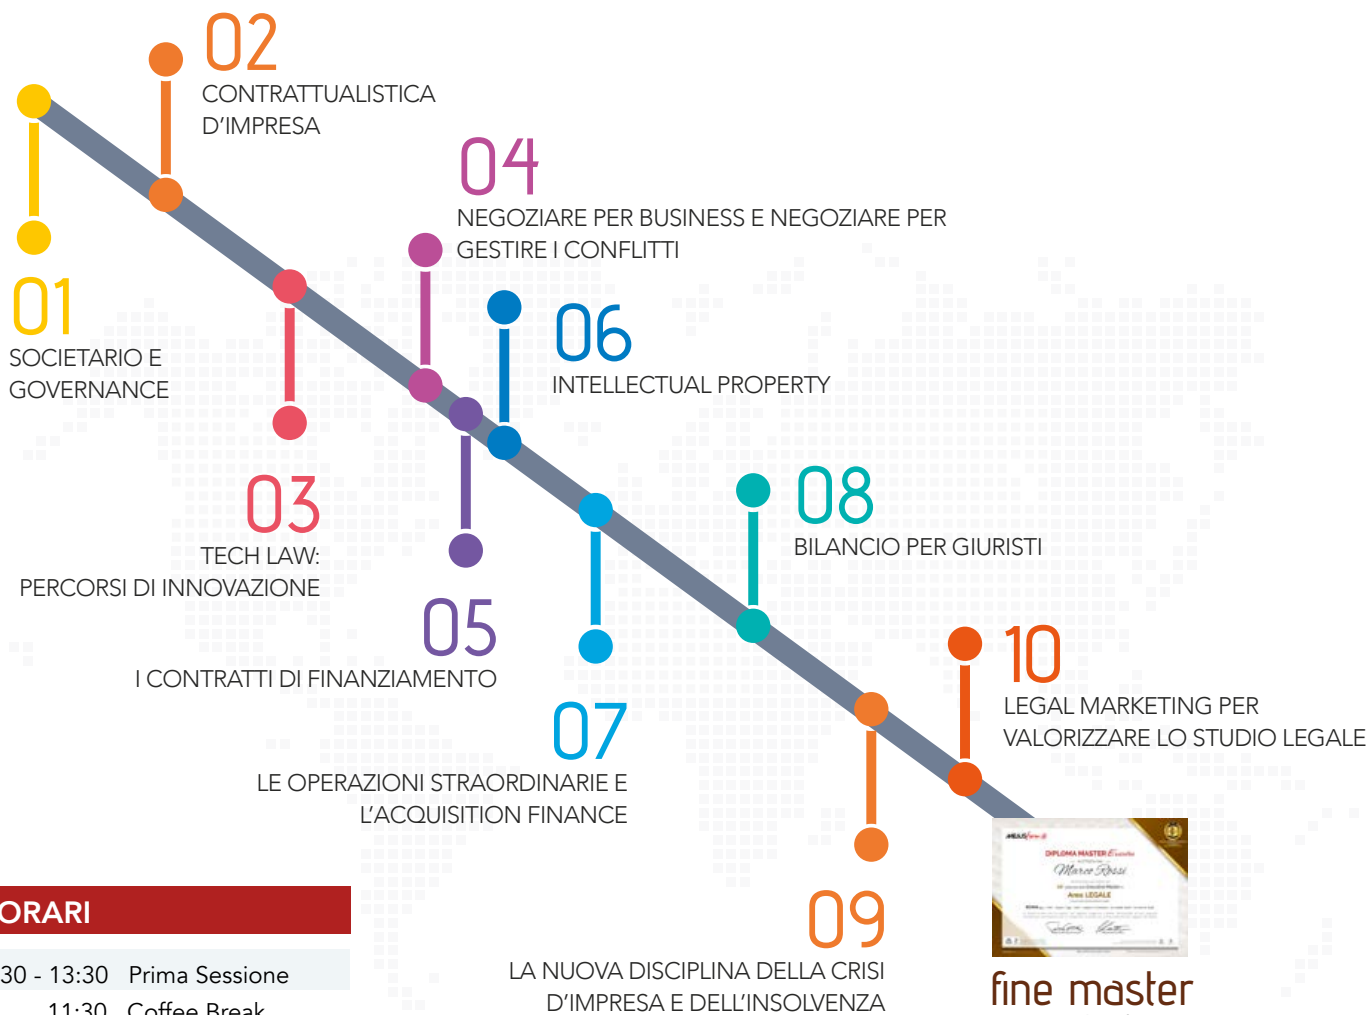 02
CONTRATTUALISTICA
D'IMPRESA
04
NEGOZIARE PER BUSINESS E NEGOZIARE PER
GESTIRE I CONFLITTI
01
SOCIETARIO E
GOVERNANCE
06
INTELLECTUAL PROPERTY
03
TECH LAW:
PERCORSI DI INNOVAZIONE
08
BILANCIO PER GIURISTI
05
I CONTRATTI DI FINANZIAMENTO
10
LEGAL MARKETING PER
VALORIZZARE LO STUDIO LEGALE
07
LE OPERAZIONI STRAORDINARIE E
L'ACQUISITION FINANCE
DIPLOMA MASTER
Marco Rossi
Area LEGALE
09
LA NUOVA DISCIPLINA DELLA CRISI
D'IMPRESA E DELL'INSOLVENZA
fine master
ORARI
30 - 13:30 Prima Sessione
11:30 Coffee Break